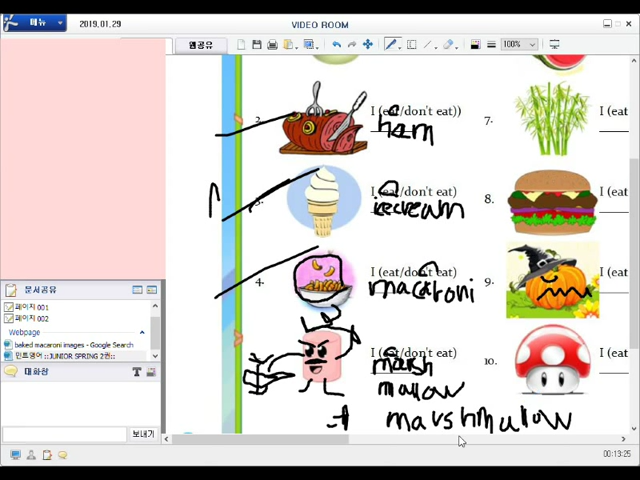 메뉴 2019.01.29 VIDEO ROOM
웹공유 100%
2. I (eat/don't eat))
ham
7. I (eat
3. I (eat/don't eat)
icecream
8. I (eat
4. I (eat/don't eat)
macaroni
9. I (eat
I (eat/don't eat)
marsh
mallow
10. I (eat
marshmallow
문서공유
페이지 001
페이지 002
Webpage
baked macaroni images - Google Search
민트영어 ::JUNIOR SPRING 2권::
대화창
보내기
00:13:25